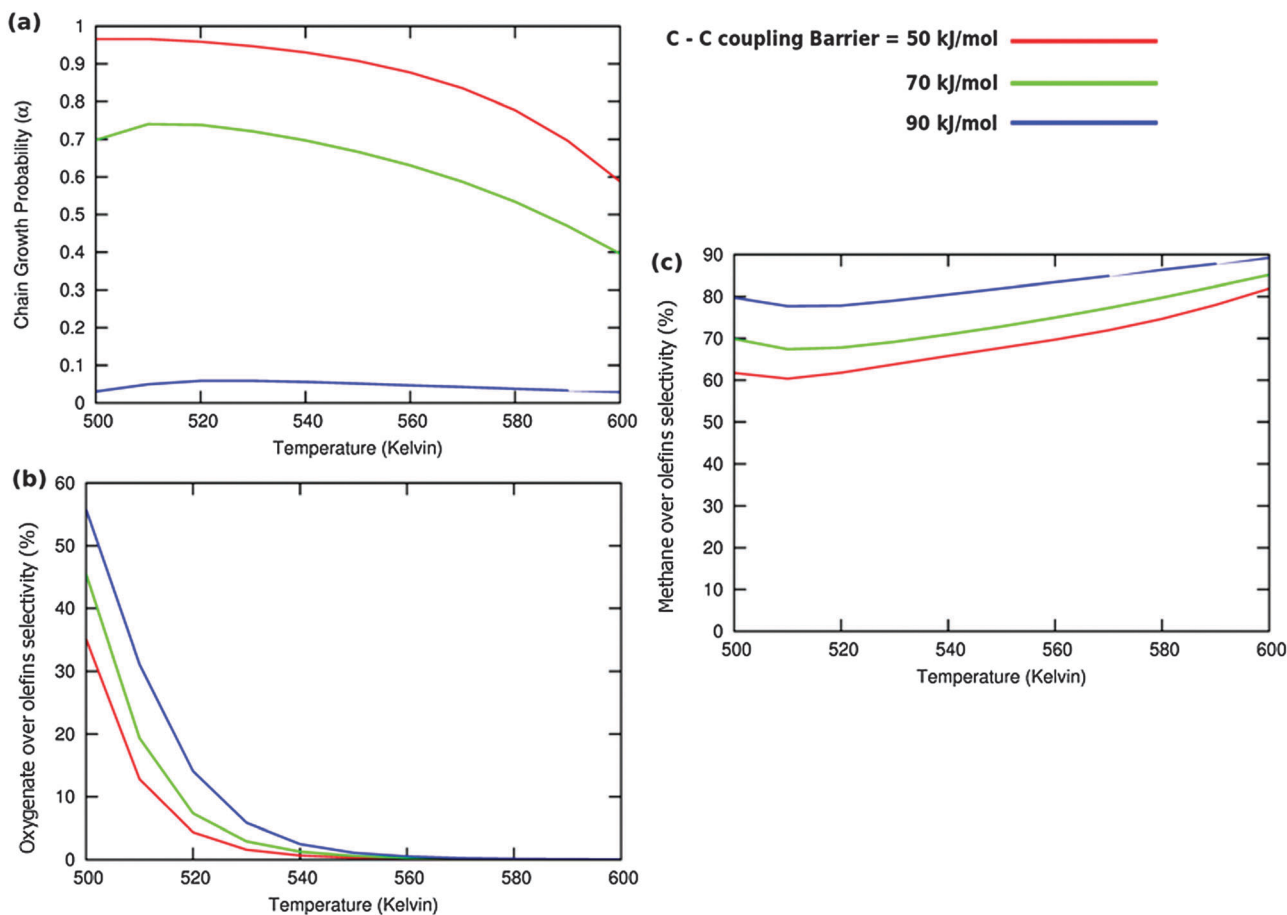 (a)
Chain Growth Probability (α)
1
0.9
0.8
0.7
0.6
0.5
0.4
0.3
0.2
0.1
0
500 520 540 560 580 600
Temperature (Kelvin)
C - C coupling Barrier = 50 kJ/mol
70 kJ/mol
90 kJ/mol
(b)
Oxygenate over olefins selectivity (%)
60
50
40
30
20
10
0
500 520 540 560 580 600
Temperature (Kelvin)
(c)
Methane over olefins selectivity (%)
90
80
70
60
50
40
30
20
10
0
500 520 540 560 580 600
Temperature (Kelvin)